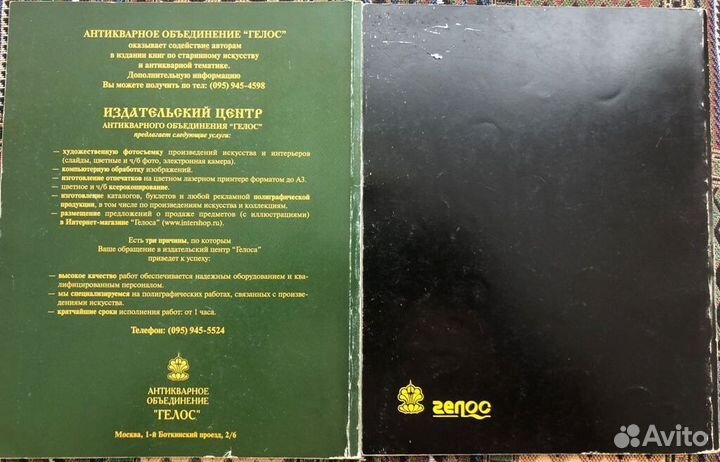 АНТИКВАРНОЕ ОБЪЕДИНЕНИЕ "ГЕЛОС"
оказывает содействие авторам
в издании книг по старинному искусству
и антикварной тематике.
Дополнительную информацию
Вы можете получить по тел: (095) 945-4598
ИЗДАТЕЛЬСКИЙ ЦЕНТР
АНТИКВАРНОГО ОБЪЕДИНЕНИЯ "ГЕЛОС"
предлагает следующие услуги:
— художественную фотосъемку произведений искусства и интерьеров
(слайды, цветные и ч/б фото, электронная камера).
— компьютерную обработку изображений.
— изготовление отпечатков на цветном лазерном принтере форматом до А3.
— цветное и ч/б ксерокопирование.
— изготовление каталогов, буклетов и любой рекламной полиграфической
продукции, в том числе по произведениям искусства и коллекциям.
— размещение предложений о продаже предметов (с иллюстрациями)
в Интернет-магазине "Гелоса" (www.intershop.ru).
Есть три причины, по которым
Ваше обращение в издательский центр "Гелоса"
приведет к успеху:
— высокое качество работ обеспечивается надежным оборудованием и ква-
лифицированным персоналом.
— мы специализируемся на полиграфических работах, связанных с произве-
дениями искусства.
— кратчайшие сроки исполнения работ: от 1 часа.
Телефон: (095) 945-5524
АНТИКВАРНОЕ
ОБЪЕДИНЕНИЕ
"ГЕЛОС"
Москва, 1-й Боткинский проезд, 2/6
гелос
Avito